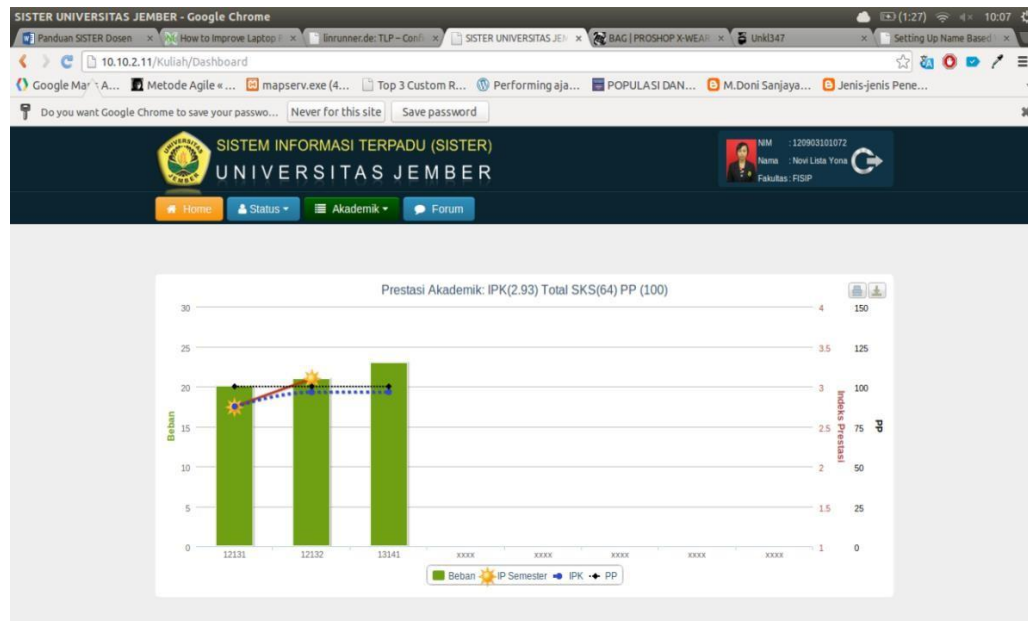 SISTER UNIVERSITAS JEMBER - Google Chrome
(1:27) 10:07
Panduan SISTER Dosen
How to Improve Laptop
linrunner.de: TLP – Confi
SISTER UNIVERSITAS JEM
BAG | PROSHOP X-WEAR
Unkl347
Setting Up Name Based
10.10.2.11/Kuliah/Dashboard
Metode Agile « ...
mapserv.exe (4...
Top 3 Custom R...
Performing aja...
POPULASI DAN...
M.Doni Sanjaya...
Jenis-jenis Pene...
Do you want Google Chrome to save your passwo...
Never for this site
Save password
SISTEM INFORMASI TERPADU (SISTER)
UNIVERSITAS JEMBER
NIM : 120903101072
Nama : Novi Lista Yona
Fakultas : FISIP
Home
Status
Akademik
Forum
Prestasi Akademik: IPK(2.93) Total SKS(64) PP (100)
30 4 150
25 3.5 125
20 3 100
15 2.5 75
10 2 50
5 1.5 25
0 1 0
Beban
Indeks Prestasi
PP
12131 12132 13141 xxxx xxxx xxxx xxxx xxxx
Beban IP Semester IPK PP